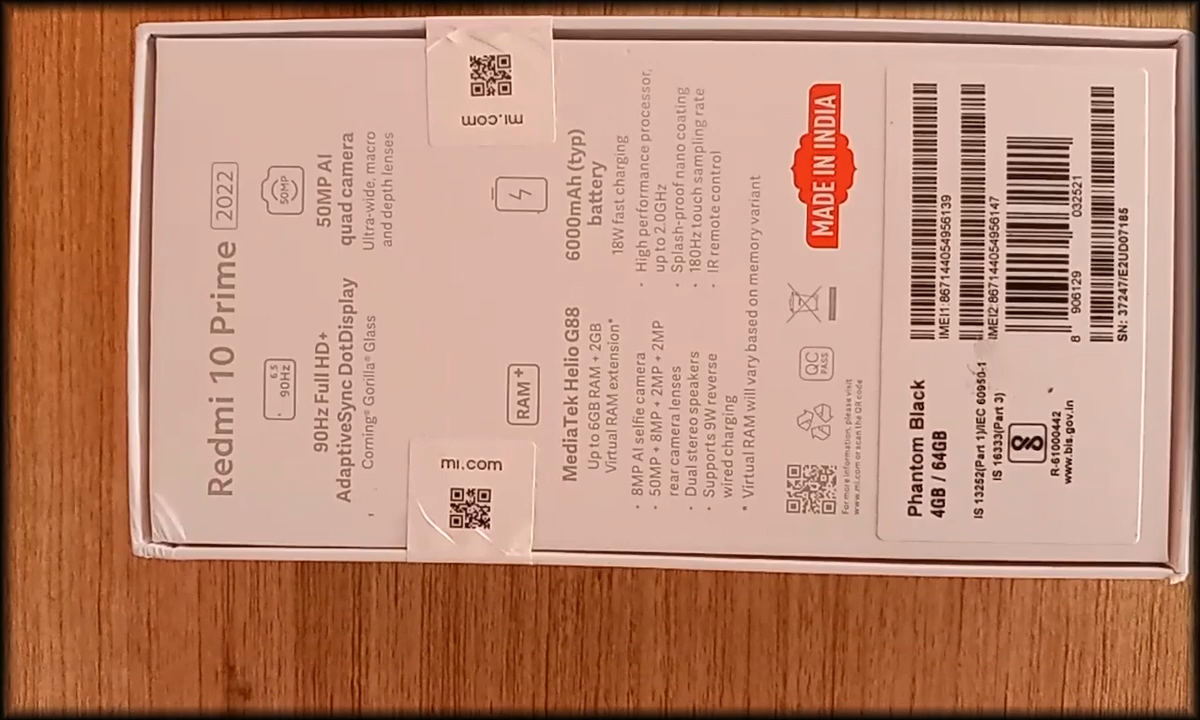 Redmi 10 Prime 2022
6.5
90Hz
90Hz Full HD+
AdaptiveSync DotDisplay
Corning® Gorilla® Glass
50MP
50MP AI
quad camera
Ultra-wide, macro
and depth lenses
mi.com
mi.com
RAM+
MediaTek Helio G88
Up to 6GB RAM + 2GB
Virtual RAM extension*
6000mAh (typ)
battery
18W fast charging
· 8MP AI selfie camera
· 50MP + 8MP + 2MP + 2MP
rear camera lenses
· Dual stereo speakers
· Supports 9W reverse
wired charging
· High performance processor,
up to 2.0GHz
· Splash-proof nano coating
· 180Hz touch sampling rate
· IR remote control
* Virtual RAM will vary based on memory variant
For more information, please visit
www.mi.com or scan the QR code
QC
PASS
MADE IN INDIA
Phantom Black
4GB / 64GB
IS 13252(Part 1)/IEC 60950-1
IS 16333(Part 3)
R-61000442
www.bis.gov.in
IMEI1:867144054956139
IMEI2:867144054956147
8 906129 032521
SN: 37247/E2UD07185